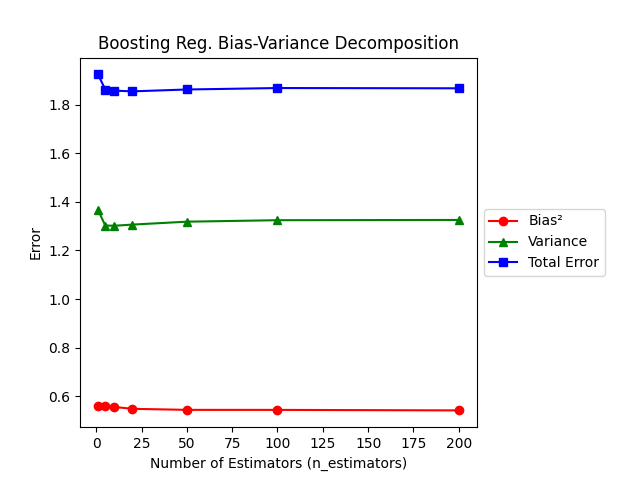 Boosting Reg. Bias-Variance Decomposition
Error
1.8
1.6
1.4
1.2
1.0
0.8
0.6
0 25 50 75 100 125 150 175 200
Number of Estimators (n_estimators)
Bias²
Variance
Total Error